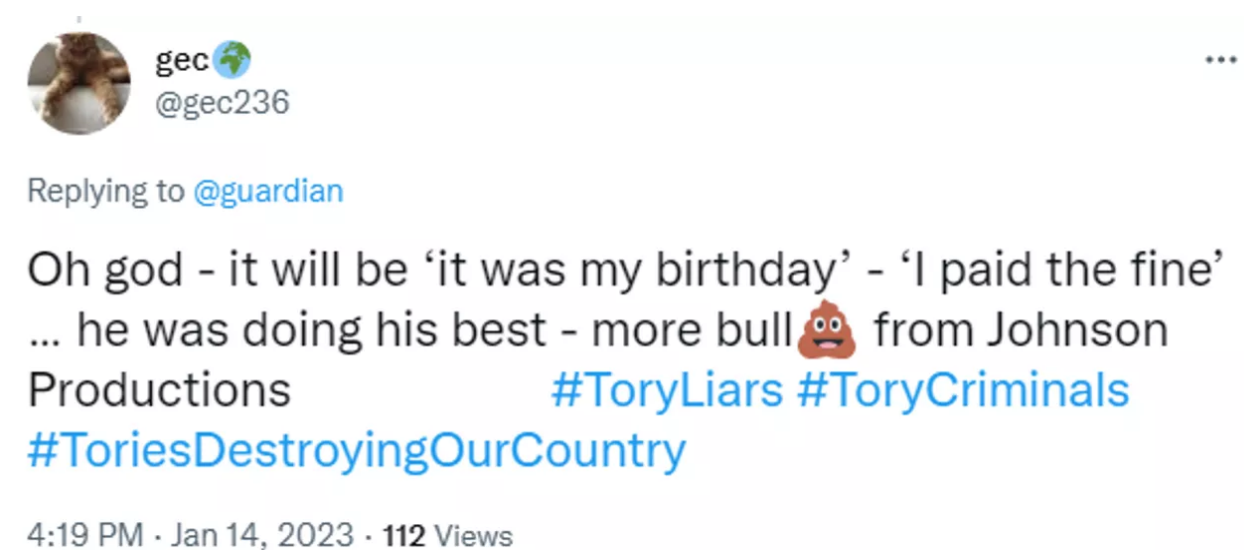 gec🌍
@gec236
Replying to @guardian
Oh god - it will be ‘it was my birthday’ - ‘I paid the fine’
... he was doing his best - more bull💩 from Johnson
Productions #ToryLiars #ToryCriminals
#ToriesDestroyingOurCountry
4:19 PM · Jan 14, 2023 · 112 Views